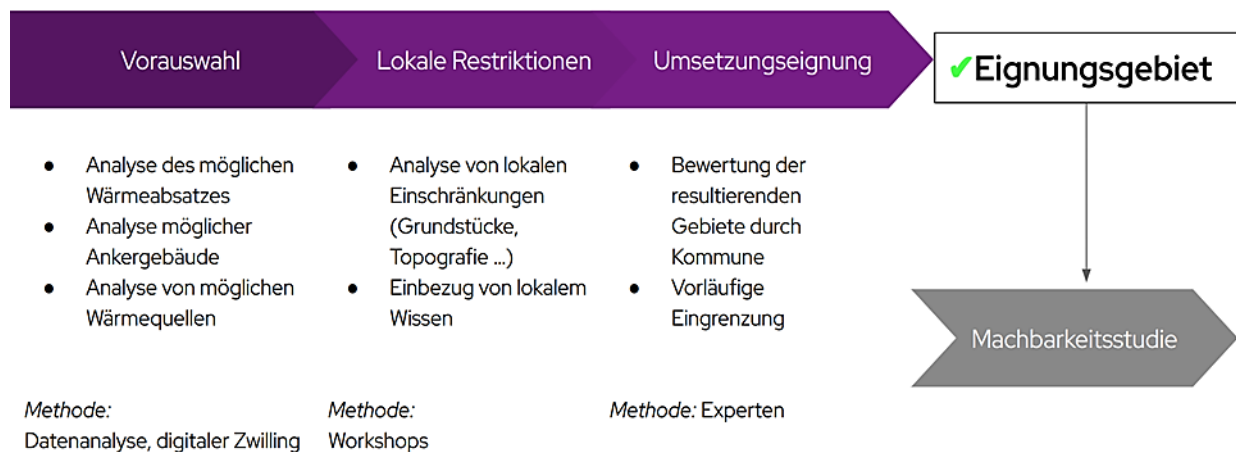 Vorauswahl
Lokale Restriktionen
Umsetzungseignung
✔Eignungsgebiet
● Analyse des möglichen
Wärmeabsatzes
● Analyse möglicher
Ankergebäude
● Analyse von möglichen
Wärmequellen
● Analyse von lokalen
Einschränkungen
(Grundstücke,
Topografie ...)
● Einbezug von lokalem
Wissen
● Bewertung der
resultierenden
Gebiete durch
Kommune
● Vorläufige
Eingrenzung
Machbarkeitsstudie
Methode:
Datenanalyse, digitaler Zwilling
Methode:
Workshops
Methode: Experten